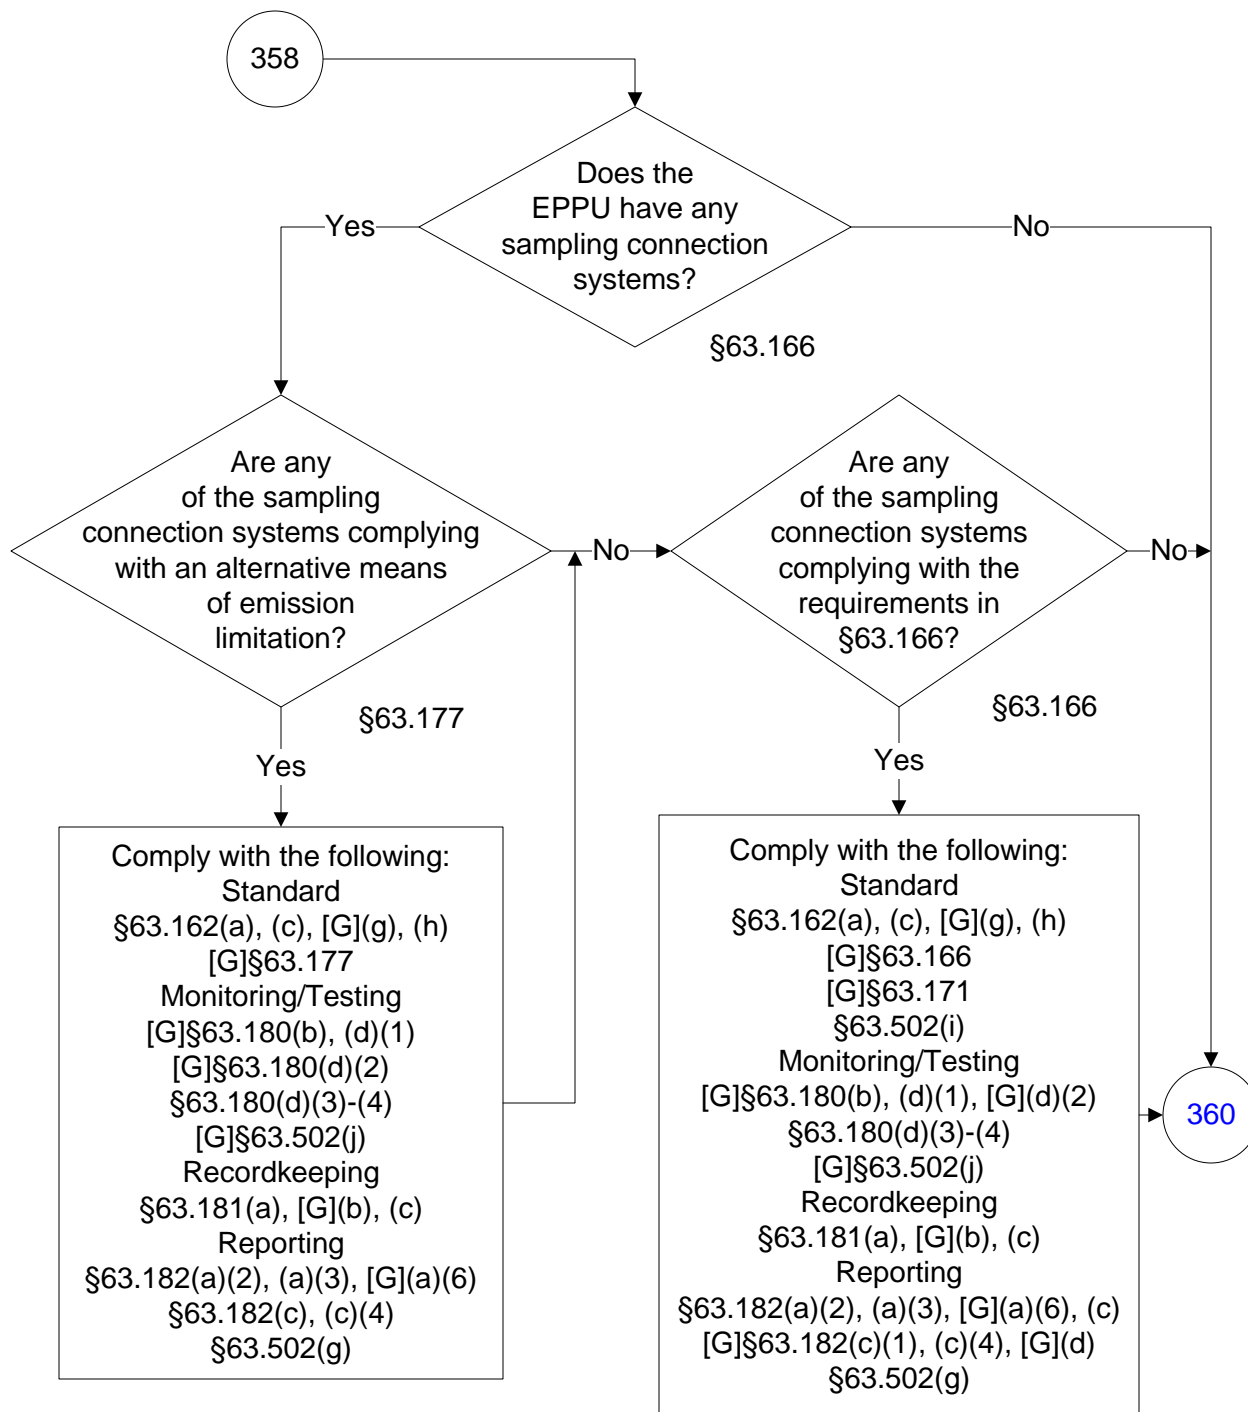 358
Does the
EPPU have any
sampling connection
systems?
Yes
No
§63.166
Are any
of the sampling
connection systems complying
with an alternative means
of emission
limitation?
No
§63.177
Yes
Are any
of the sampling
connection systems
complying with the
requirements in
§63.166?
No
§63.166
Yes
Comply with the following:
Standard
§63.162(a), (c), [G](g), (h)
[G]§63.177
Monitoring/Testing
[G]§63.180(b), (d)(1)
[G]§63.180(d)(2)
§63.180(d)(3)-(4)
[G]§63.502(j)
Recordkeeping
§63.181(a), [G](b), (c)
Reporting
§63.182(a)(2), (a)(3), [G](a)(6)
§63.182(c), (c)(4)
§63.502(g)
Comply with the following:
Standard
§63.162(a), (c), [G](g), (h)
[G]§63.166
[G]§63.171
§63.502(i)
Monitoring/Testing
[G]§63.180(b), (d)(1), [G](d)(2)
§63.180(d)(3)-(4)
[G]§63.502(j)
Recordkeeping
§63.181(a), [G](b), (c)
Reporting
§63.182(a)(2), (a)(3), [G](a)(6), (c)
[G]§63.182(c)(1), (c)(4), [G](d)
§63.502(g)
360